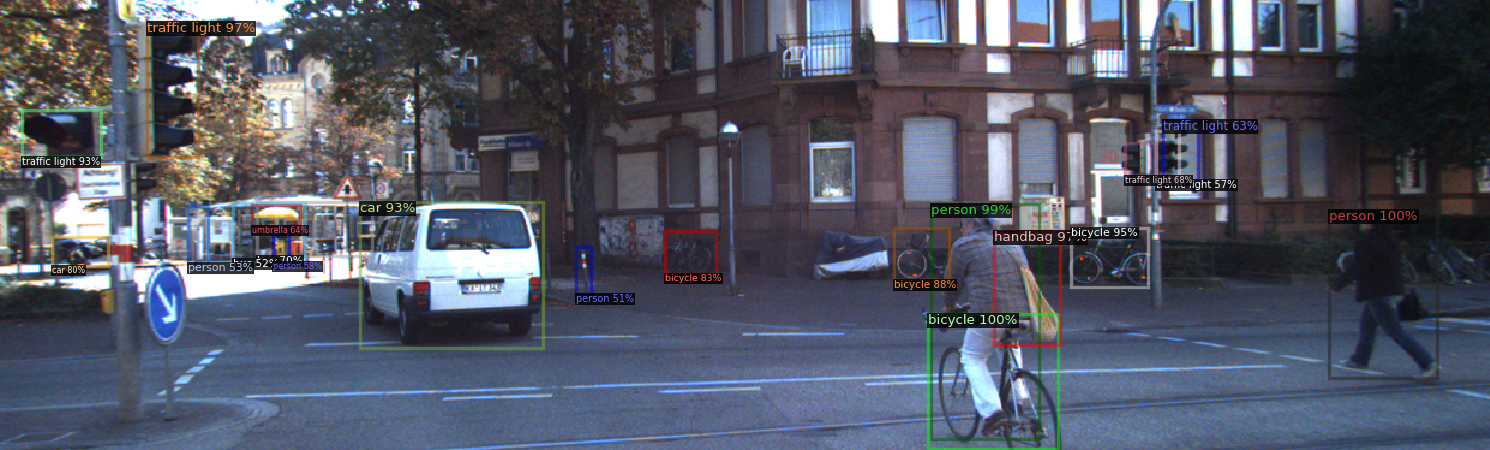 traffic light 97%
traffic light 93%
car 80%
umbrella 64%
person 53%
52%
70%
person 58%
car 93%
person 51%
bicycle 83%
bicycle 88%
person 99%
handbag 97%
bicycle 95%
bicycle 100%
traffic light 63%
traffic light 68%
light 57%
person 100%